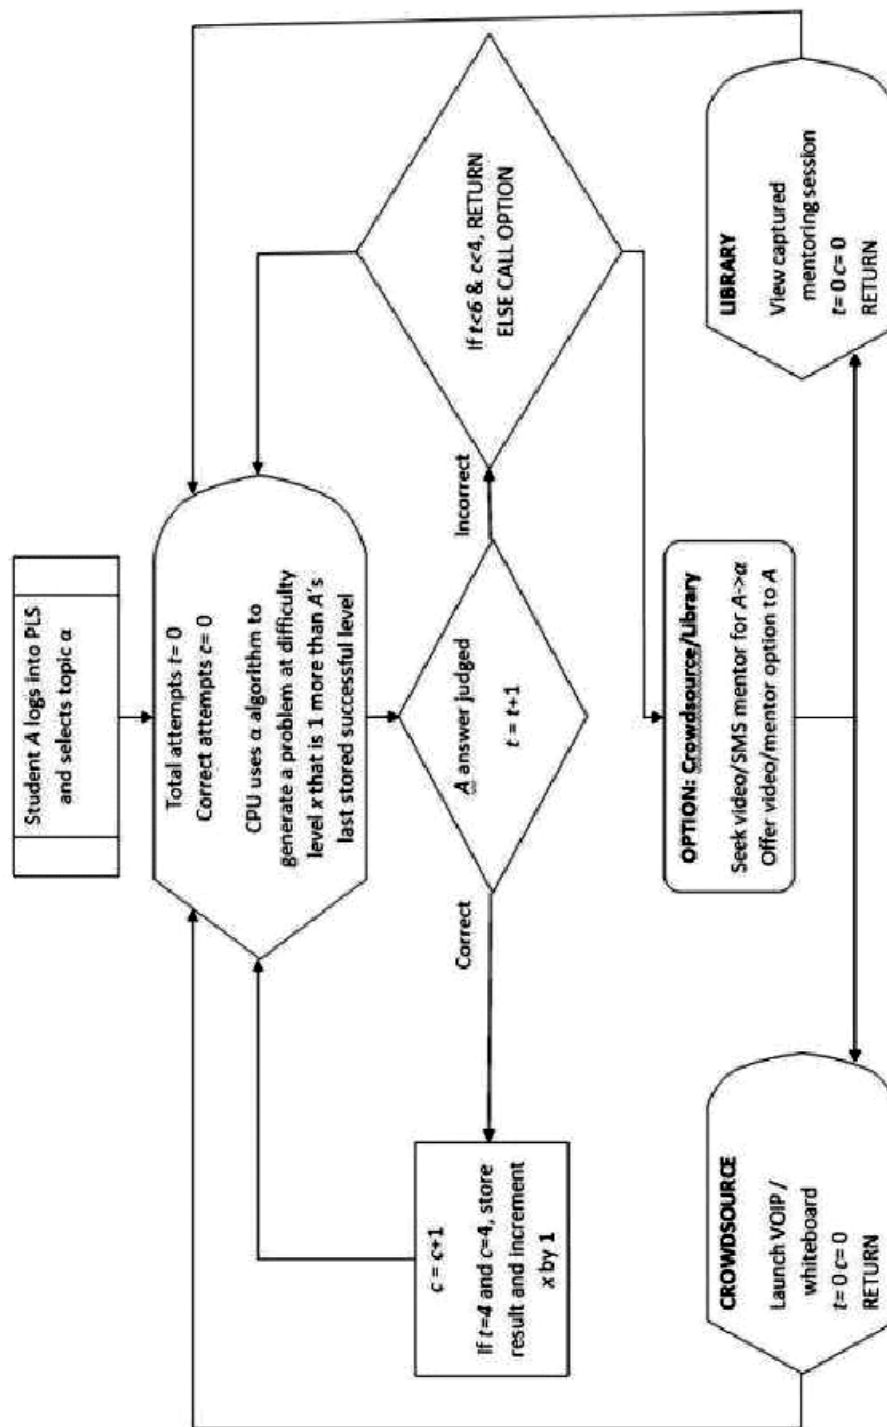 Student A logs into PLS
and selects topic α
Total attempts t= 0
Correct attempts c= 0
CPU uses α algorithm to
generate a problem at difficulty
level x that is 1 more than A's
last stored successful level
A answer judged
t = t+1
Correct
Incorrect
c = c+1
If t=4 and c=4, store
result and increment
x by 1
If t<6 & c<4, RETURN
ELSE CALL OPTION
OPTION: Crowdsource/Library
Seek video/SMS mentor for A->α
Offer video/mentor option to A
CROWDSOURCE
Launch VOIP /
whiteboard
t= 0 c= 0
RETURN
LIBRARY
View captured
mentoring session
t= 0 c= 0
RETURN